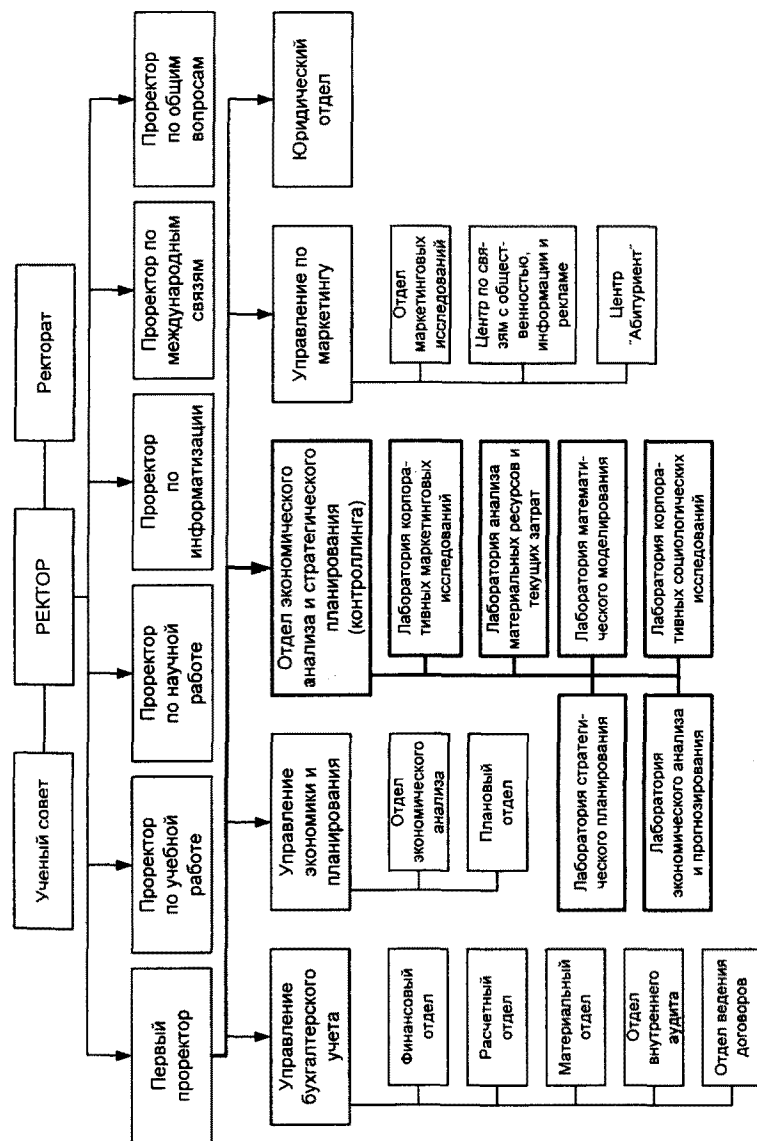 Ученый совет
РЕКТОР
Ректорат
Первый
проректор
Проректор
по учебной
работе
Проректор
по научной
работе
Проректор
по
информатизации
Проректор по
международным
связям
Проректор
по общим
вопросам
Управление
бухгалтерского
учета
Управление
экономики и
планирования
Отдел экономического
анализа и стратегического
планирования
(контроллинга)
Управление по
маркетингу
Юридический
отдел
Финансовый
отдел
Расчетный
отдел
Материальный
отдел
Отдел
внутреннего
аудита
Отдел ведения
договоров
Отдел
экономического
анализа
Плановый
отдел
Лаборатория корпора-
тивных маркетинговых
исследований
Лаборатория анализа
материальных ресурсов и
текущих затрат
Лаборатория стратеги-
ческого планирования
Лаборатория математи-
ческого моделирования
Лаборатория
экономического анализа
и прогнозирования
Лаборатория корпора-
тивных социологических
исследований
Отдел
маркетинговых
исследований
Центр по свя-
зям с общест-
венностью,
информации и
рекламе
Центр
"Абитуриент"